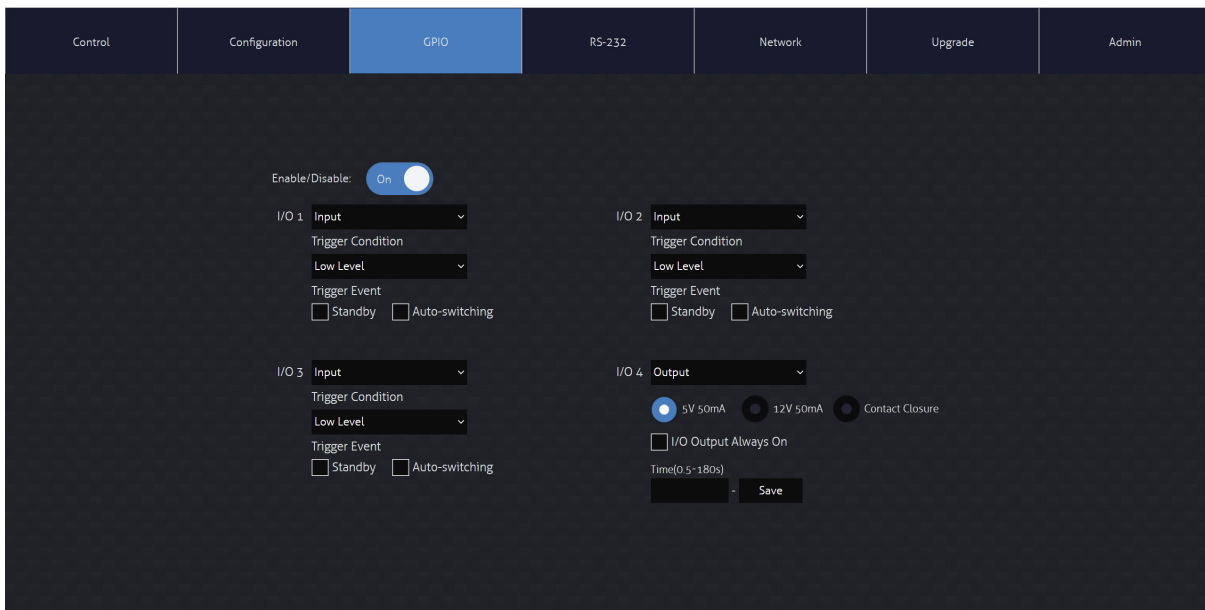 Control Configuration GPIO RS-232 Network Upgrade Admin
Enable/Disable: On
I/O 1 Input
Trigger Condition
Low Level
Trigger Event
Standby Auto-switching
I/O 2 Input
Trigger Condition
Low Level
Trigger Event
Standby Auto-switching
I/O 3 Input
Trigger Condition
Low Level
Trigger Event
Standby Auto-switching
I/O 4 Output
5V 50mA 12V 50mA Contact Closure
I/O Output Always On
Time(0.5~180s)
- Save